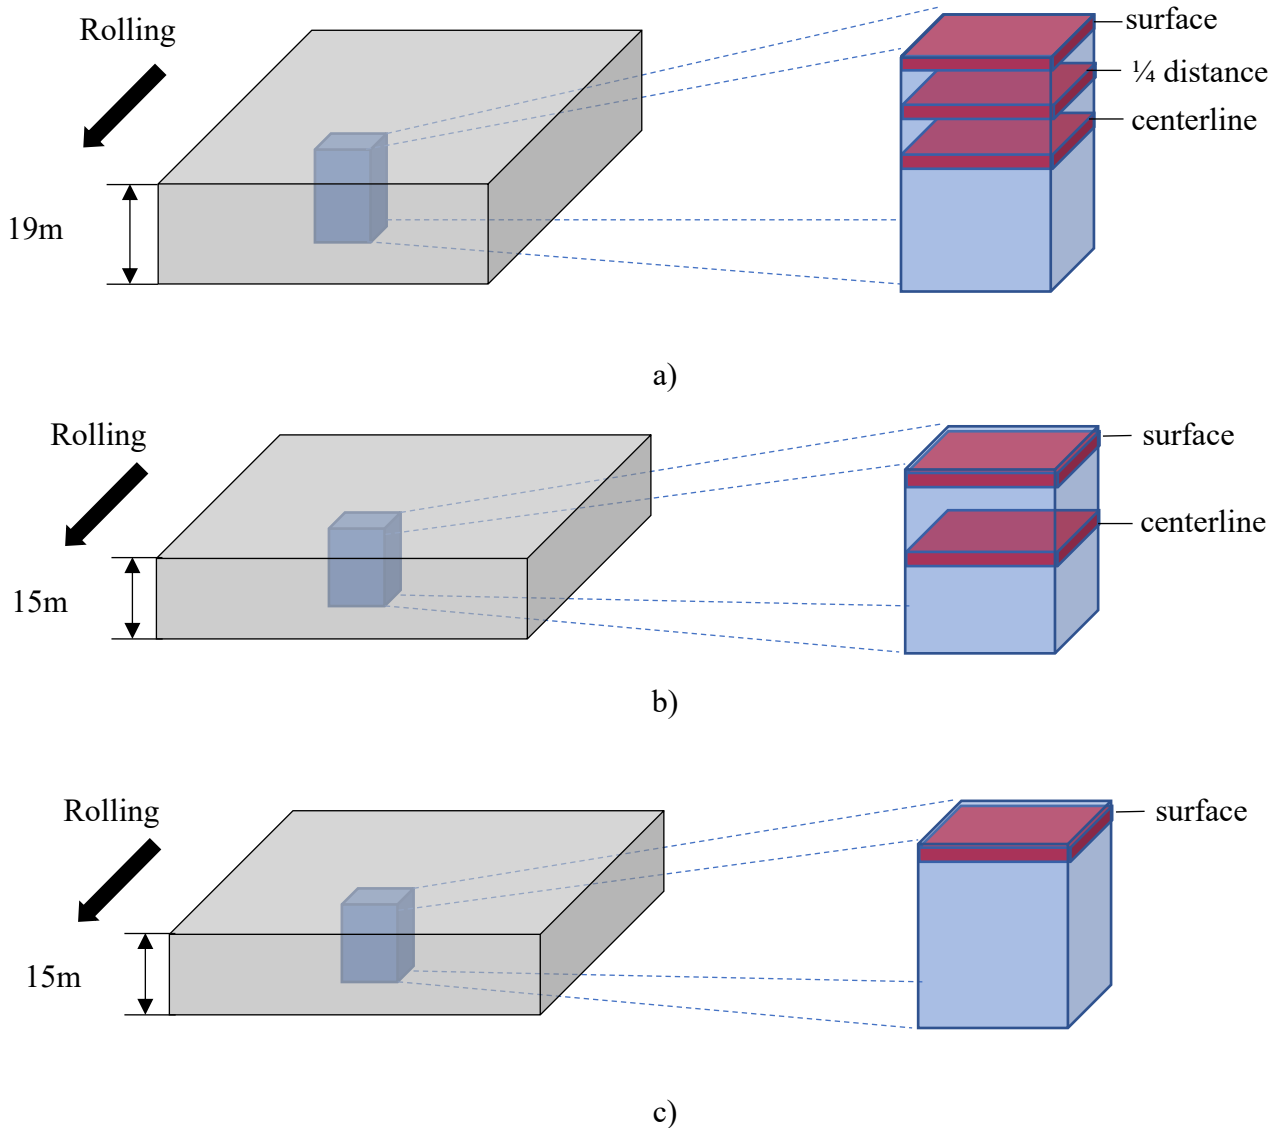 Rolling
surface
¼ distance
centerline
19m
a)
Rolling
surface
centerline
15m
b)
Rolling
surface
15m
c)